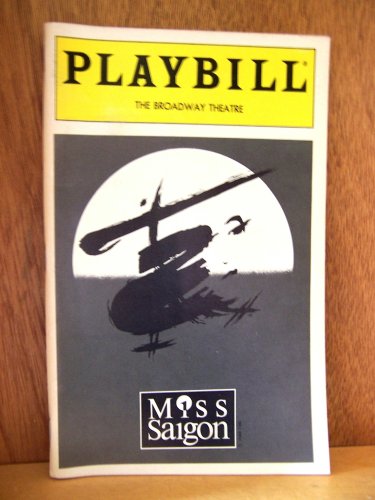 PLAYBILL®
THE BROADWAY THEATRE
MISS
Saigon